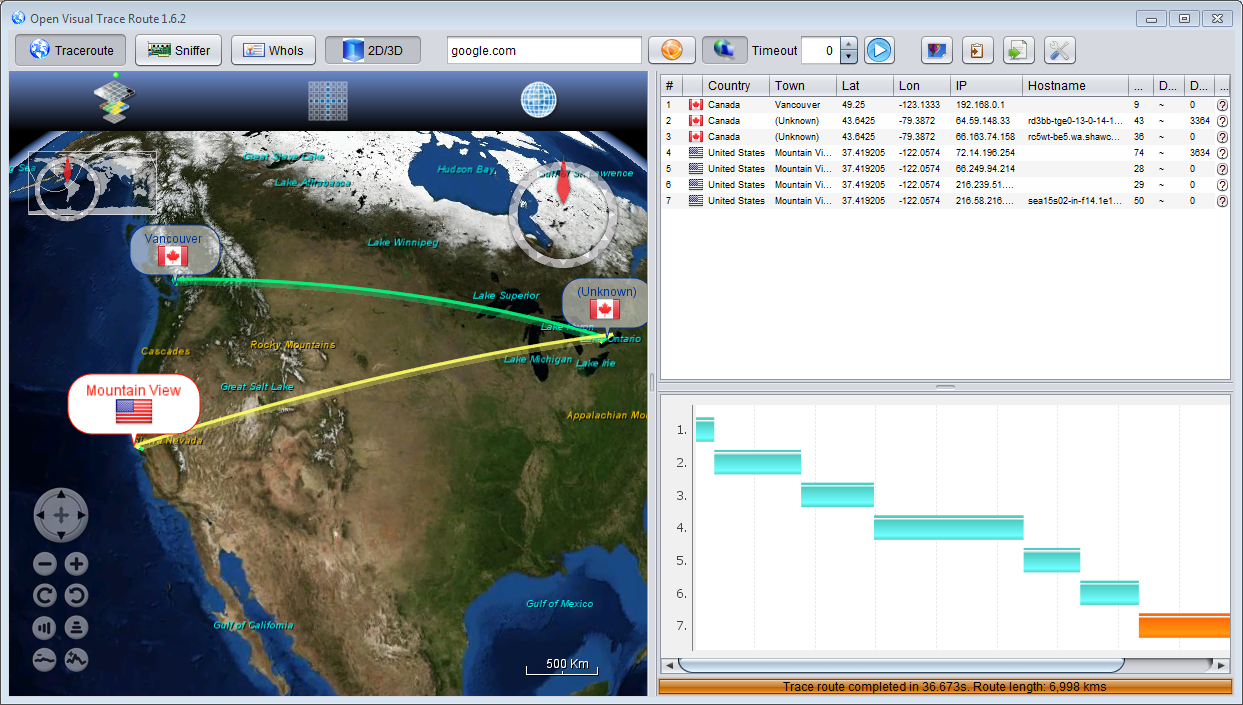 Open Visual Trace Route 1.6.2
Traceroute Sniffer WhoIs 2D/3D google.com Timeout 0
Great Slave Lake
Hudson Bay
Lake Athabasca
Lake Winnipeg
Vancouver
(Unknown)
Lake Superior
Lake Michigan
Lake Ontario
Lake Irie
Cascades
Rocky Mountains
Great Salt Lake
Mountain View
Sierra Nevada
Appalachian Mo
Gulf of Mexico
Gulf of California
500 Km
# Country Town Lat Lon IP Hostname ... D... D... ...
1 Canada Vancouver 49.25 -123.1333 192.168.0.1 9 ~ 0
2 Canada (Unknown) 43.6425 -79.3872 64.59.148.33 rd3bb-tge0-13-0-14-1... 43 ~ 3364
3 Canada (Unknown) 43.6425 -79.3872 66.163.74.158 rc5wt-be5.wa.shawc... 36 ~ 0
4 United States Mountain Vi... 37.419205 -122.0574 72.14.196.254 74 ~ 3634
5 United States Mountain Vi... 37.419205 -122.0574 66.249.94.214 28 ~ 0
6 United States Mountain Vi... 37.419205 -122.0574 216.239.51.... 29 ~ 0
7 United States Mountain Vi... 37.419205 -122.0574 216.58.216.... sea15s02-in-f14.1e1... 50 ~ 0
1.
2.
3.
4.
5.
6.
7.
Trace route completed in 36.673s. Route length: 6,998 kms